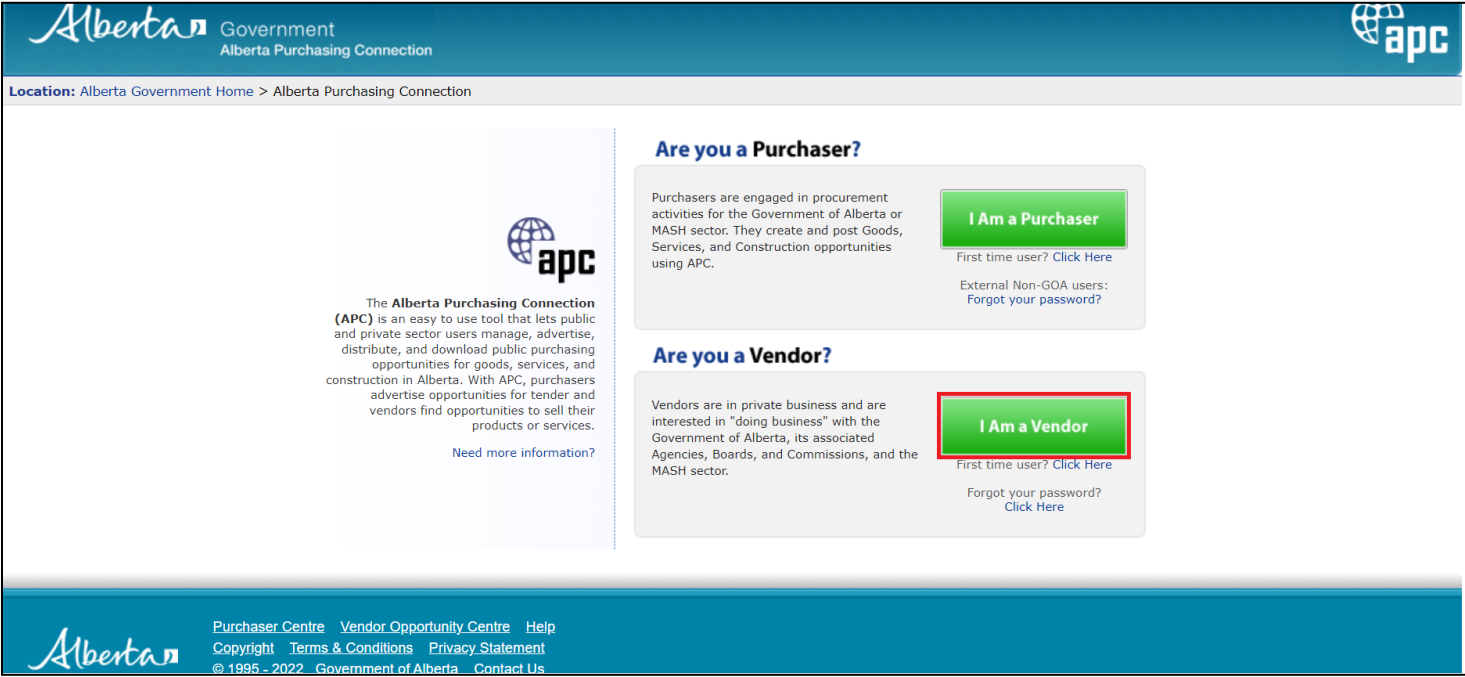 Alberta Government
Alberta Purchasing Connection
apc
Location: Alberta Government Home > Alberta Purchasing Connection
apc
The Alberta Purchasing Connection
(APC) is an easy to use tool that lets public
and private sector users manage, advertise,
distribute, and download public purchasing
opportunities for goods, services, and
construction in Alberta. With APC, purchasers
advertise opportunities for tender and
vendors find opportunities to sell their
products or services.
Need more information?
Are you a Purchaser?
Purchasers are engaged in procurement
activities for the Government of Alberta or
MASH sector. They create and post Goods,
Services, and Construction opportunities
using APC.
I Am a Purchaser
First time user? Click Here
External Non-GOA users:
Forgot your password?
Are you a Vendor?
Vendors are in private business and are
interested in "doing business" with the
Government of Alberta, its associated
Agencies, Boards, and Commissions, and the
MASH sector.
I Am a Vendor
First time user? Click Here
Forgot your password?
Click Here
Alberta
Purchaser Centre Vendor Opportunity Centre Help
Copyright Terms & Conditions Privacy Statement
© 1995 - 2022 Government of Alberta Contact Us